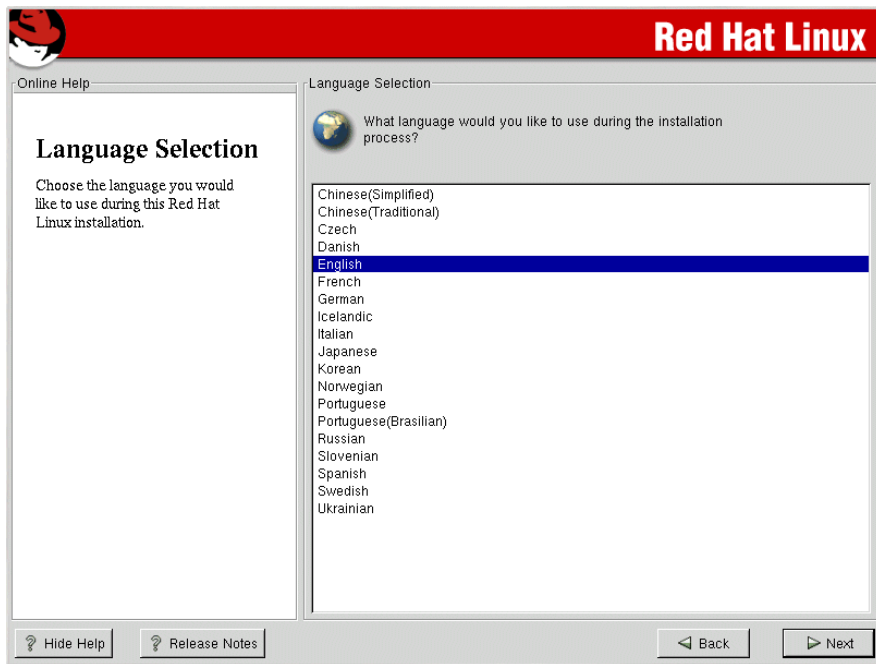 Red Hat Linux
Online Help
Language Selection
Choose the language you would
like to use during this Red Hat
Linux installation.
Language Selection
What language would you like to use during the installation
process?
Chinese(Simplified)
Chinese(Traditional)
Czech
Danish
English
French
German
Icelandic
Italian
Japanese
Korean
Norwegian
Portuguese
Portuguese(Brasilian)
Russian
Slovenian
Spanish
Swedish
Ukrainian
? Hide Help
? Release Notes
Back
Next